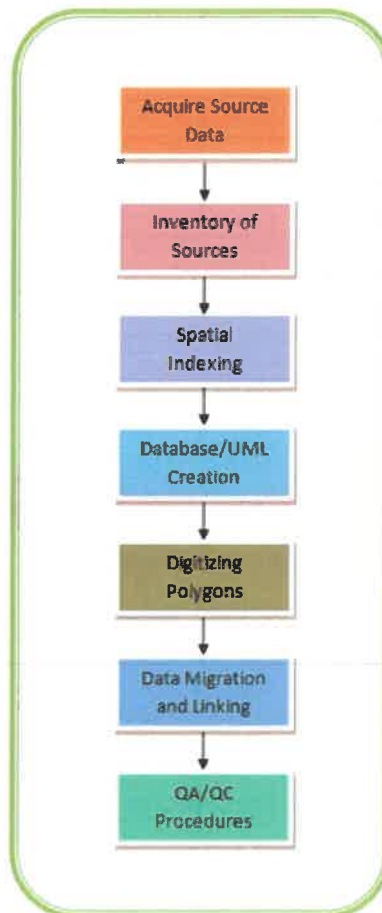 Acquire Source
Data
Inventory of
Sources
Spatial
Indexing
Database/UML
Creation
Digitizing
Polygons
Data Migration
and Linking
QA/QC
Procedures